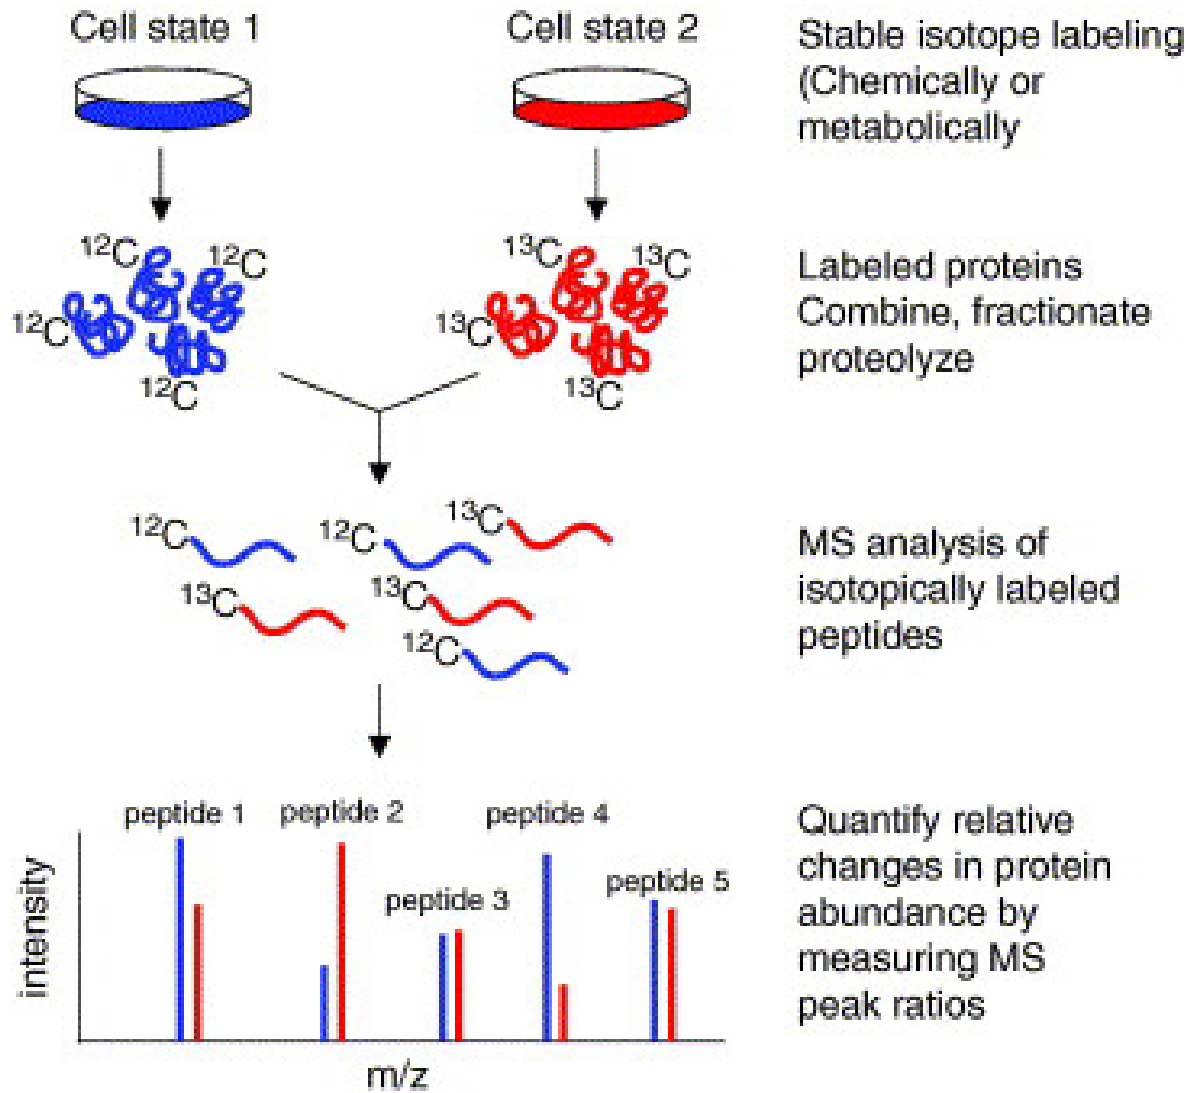 Cell state 1
Cell state 2
Stable isotope labeling
(Chemically or
metabolically
¹²C
¹²C
¹²C
¹²C
¹³C
¹³C
¹³C
¹³C
Labeled proteins
Combine, fractionate
proteolyze
¹²C
¹²C
¹³C
¹³C
¹³C
¹²C
MS analysis of
isotopically labeled
peptides
peptide 1
peptide 2
peptide 3
peptide 4
peptide 5
intensity
m/z
Quantify relative
changes in protein
abundance by
measuring MS
peak ratios